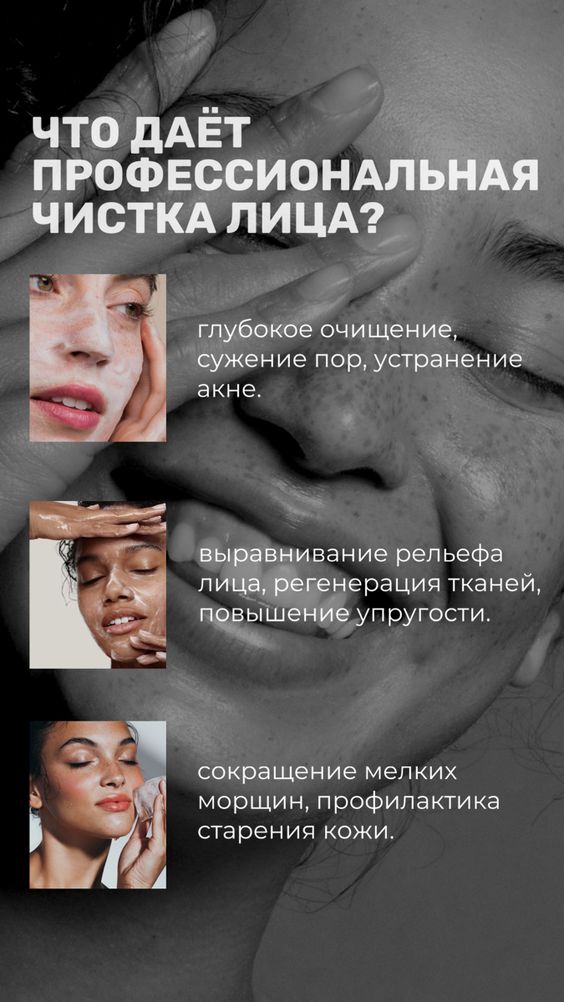 ЧТО ДАЁТ
ПРОФЕССИОНАЛЬНАЯ
ЧИСТКА ЛИЦА?
глубокое очищение,
сужение пор, устранение
акне.
выравнивание рельефа
лица, регенерация тканей,
повышение упругости.
сокращение мелких
морщин, профилактика
старения кожи.